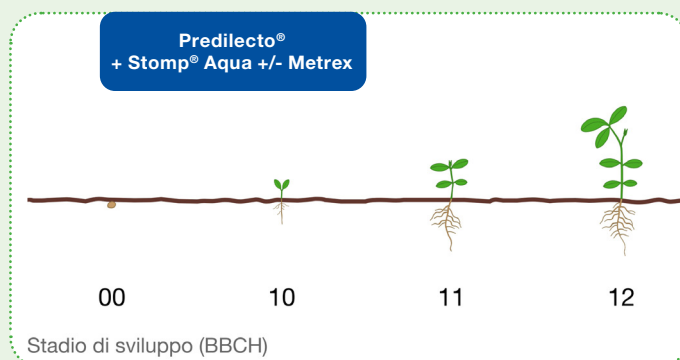 Predilecto®
+ Stomp® Aqua +/- Metrex
00 10 11 12
Stadio di sviluppo (BBCH)